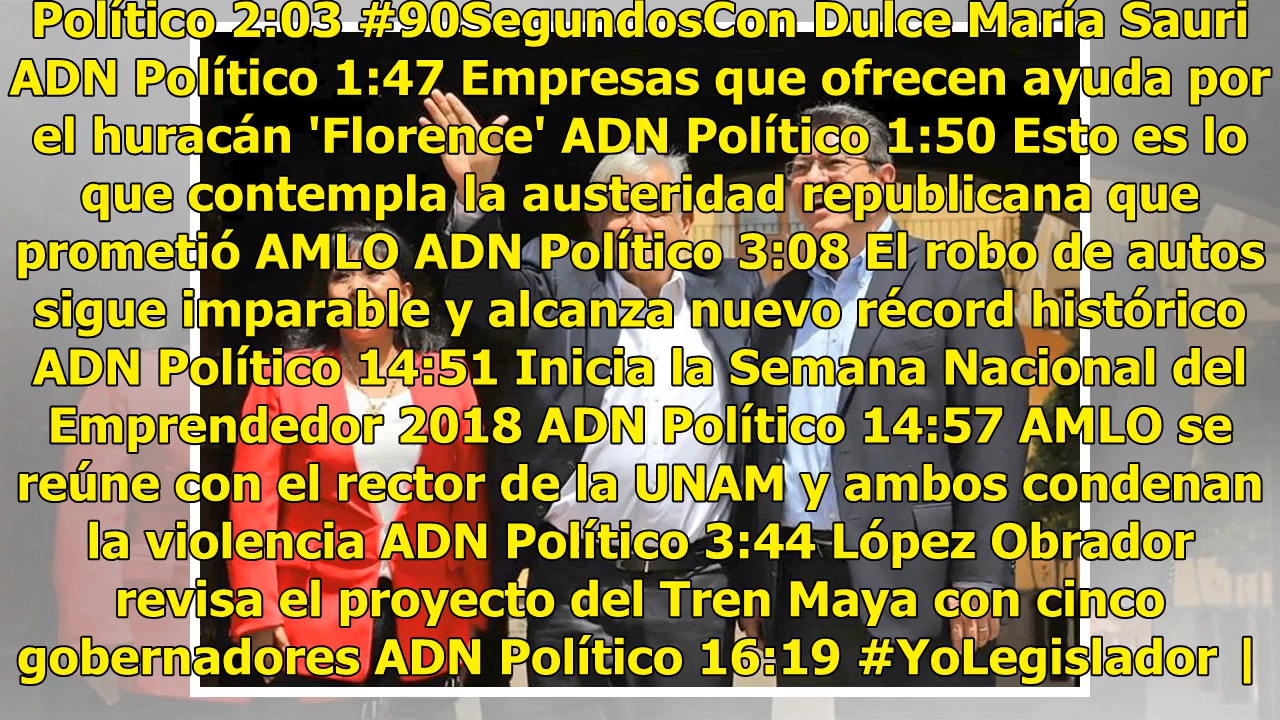 Político 2:03 #90SegundosCon Dulce María Sauri
ADN Político 1:47 Empresas que ofrecen ayuda por
el huracán 'Florence' ADN Político 1:50 Esto es lo
que contempla la austeridad republicana que
prometió AMLO ADN Político 3:08 El robo de autos
sigue imparable y alcanza nuevo récord histórico
ADN Político 14:51 Inicia la Semana Nacional del
Emprendedor 2018 ADN Político 14:57 AMLO se
reúne con el rector de la UNAM y ambos condenan
la violencia ADN Político 3:44 López Obrador
revisa el proyecto del Tren Maya con cinco
gobernadores ADN Político 16:19 #YoLegislador |